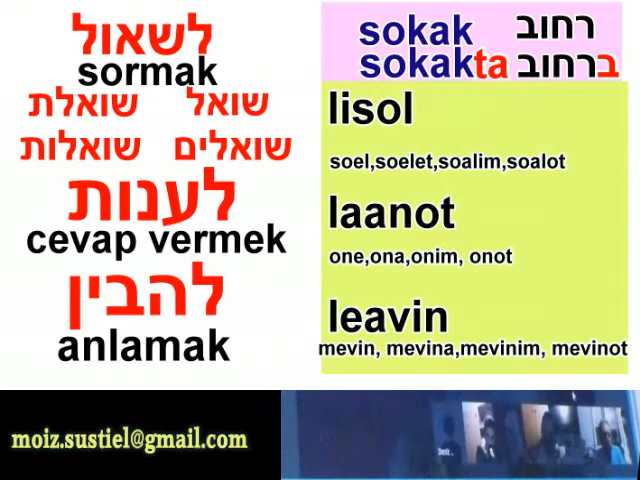 לשאול
sormak
שואל שואלת
שואלים שואלות
לענות
cevap vermek
להבין
anlamak
sokak רחוב
sokakta ברחוב
lisol
soel,soelet,soalim,soalot
laanot
one,ona,onim, onot
leavin
mevin, mevina,mevinim, mevinot
moiz.sustiel@gmail.com